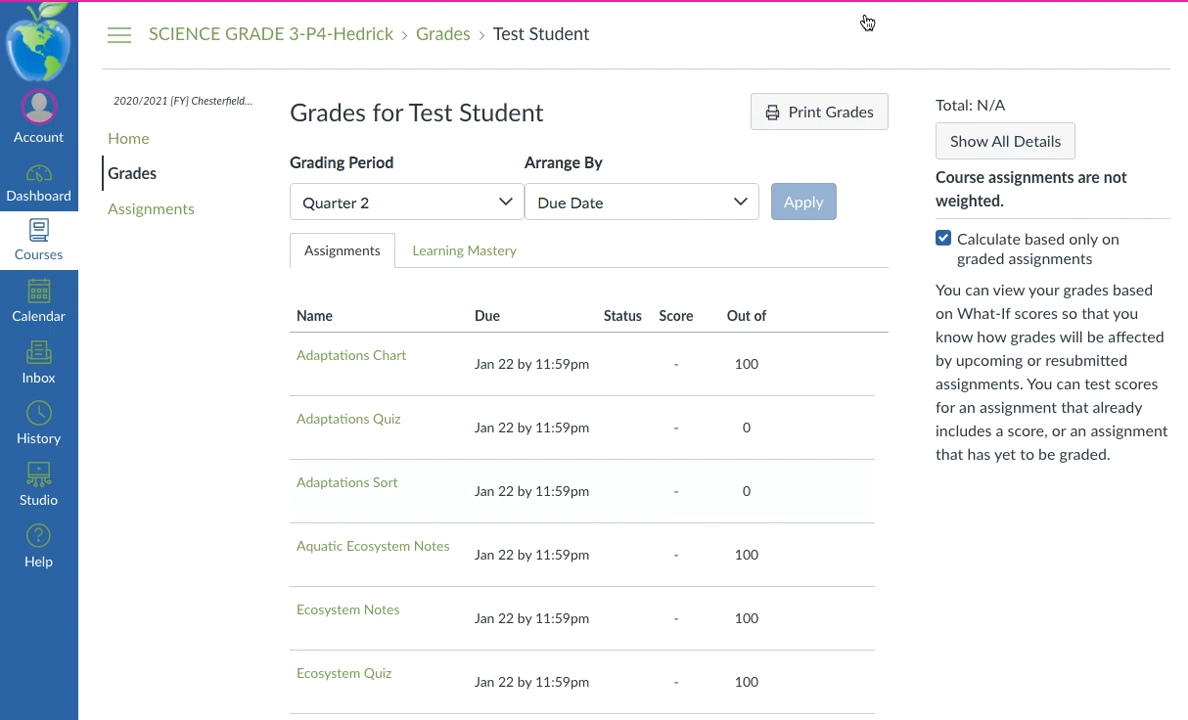 SCIENCE GRADE 3-P4-Hedrick > Grades > Test Student
Account
Dashboard
Courses
Calendar
Inbox
History
Studio
Help
2020/2021 [FY] Chesterfield...
Home
Grades
Assignments
Grades for Test Student
Print Grades
Grading Period Arrange By
Quarter 2 Due Date Apply
Assignments Learning Mastery
Name Due Status Score Out of
Adaptations Chart Jan 22 by 11:59pm - 100
Adaptations Quiz Jan 22 by 11:59pm - 0
Adaptations Sort Jan 22 by 11:59pm - 0
Aquatic Ecosystem Notes Jan 22 by 11:59pm - 100
Ecosystem Notes Jan 22 by 11:59pm - 100
Ecosystem Quiz Jan 22 by 11:59pm - 100
Total: N/A
Show All Details
Course assignments are not
weighted.
Calculate based only on
graded assignments
You can view your grades based
on What-If scores so that you
know how grades will be affected
by upcoming or resubmitted
assignments. You can test scores
for an assignment that already
includes a score, or an assignment
that has yet to be graded.